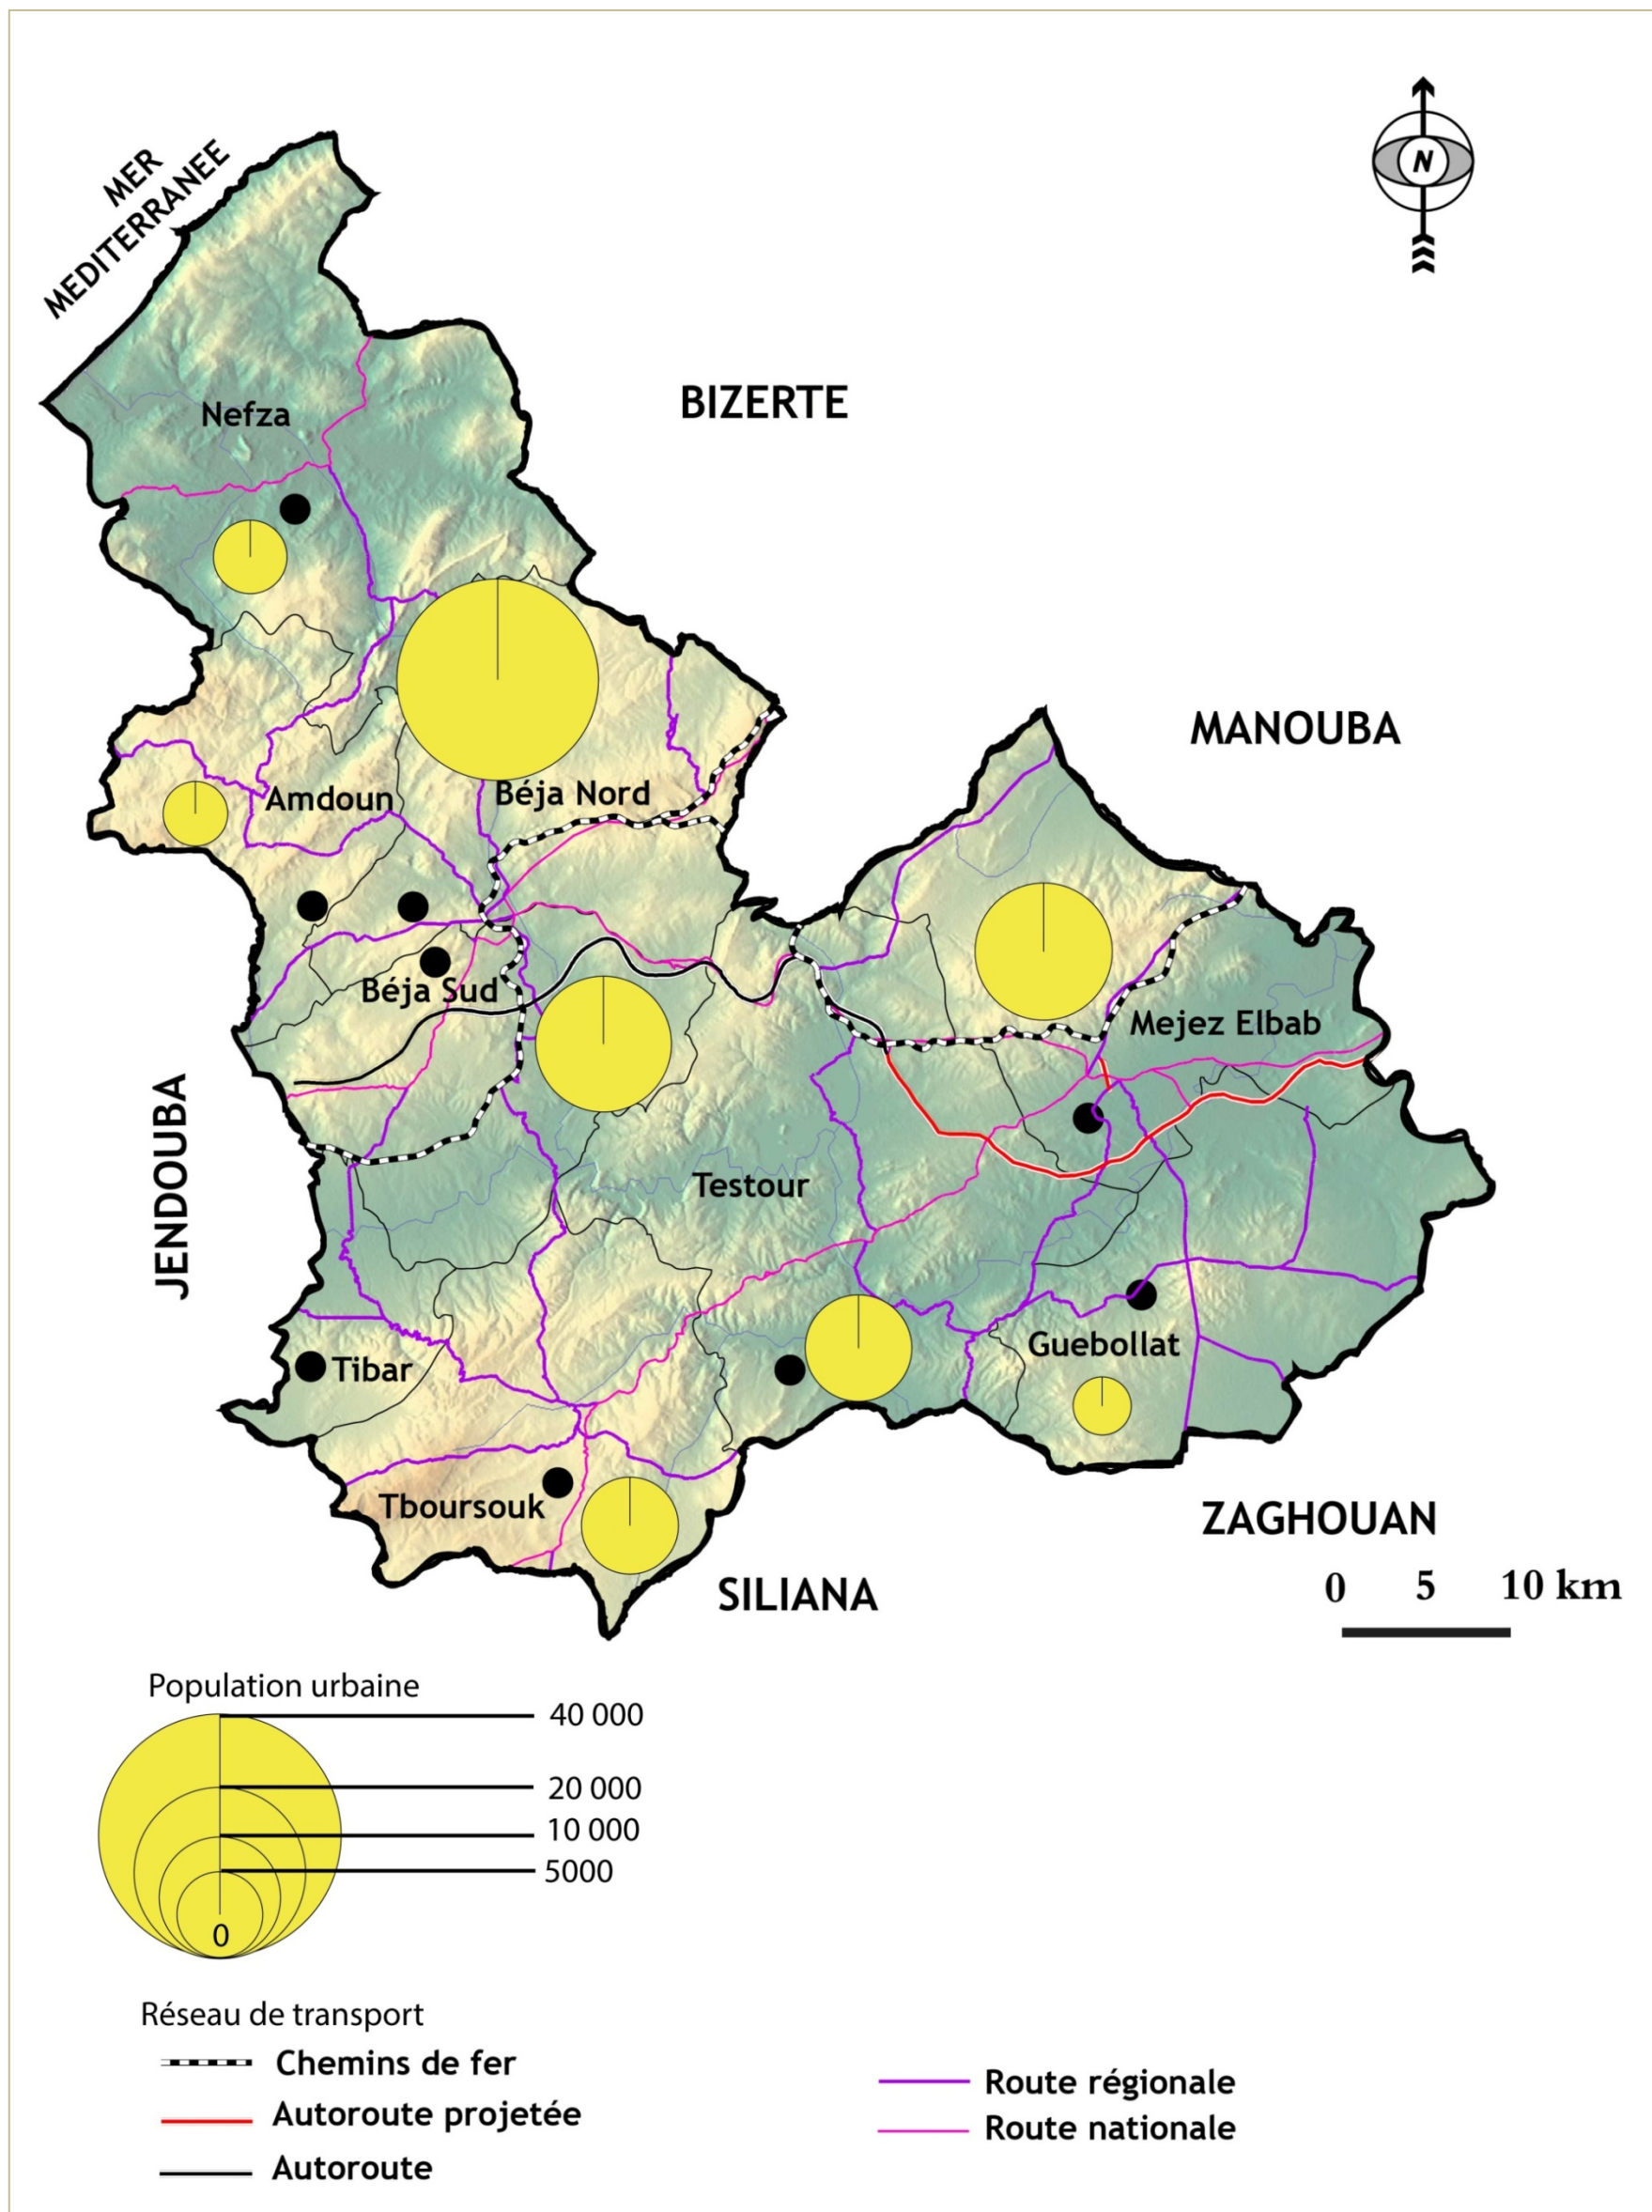 MER
MEDITERRANEE
N
BIZERTE
Nefza
MANOUBA
Béja Nord
Amdoun
Béja Sud
Mejez Elbab
JENDOUBA
Testour
Guebollat
Tibar
Tboursouk
ZAGHOUAN
SILIANA
0 5 10 km
Population urbaine
40 000
20 000
10 000
5000
0
Réseau de transport
Chemins de fer
Autoroute projetée
Autoroute
Route régionale
Route nationale